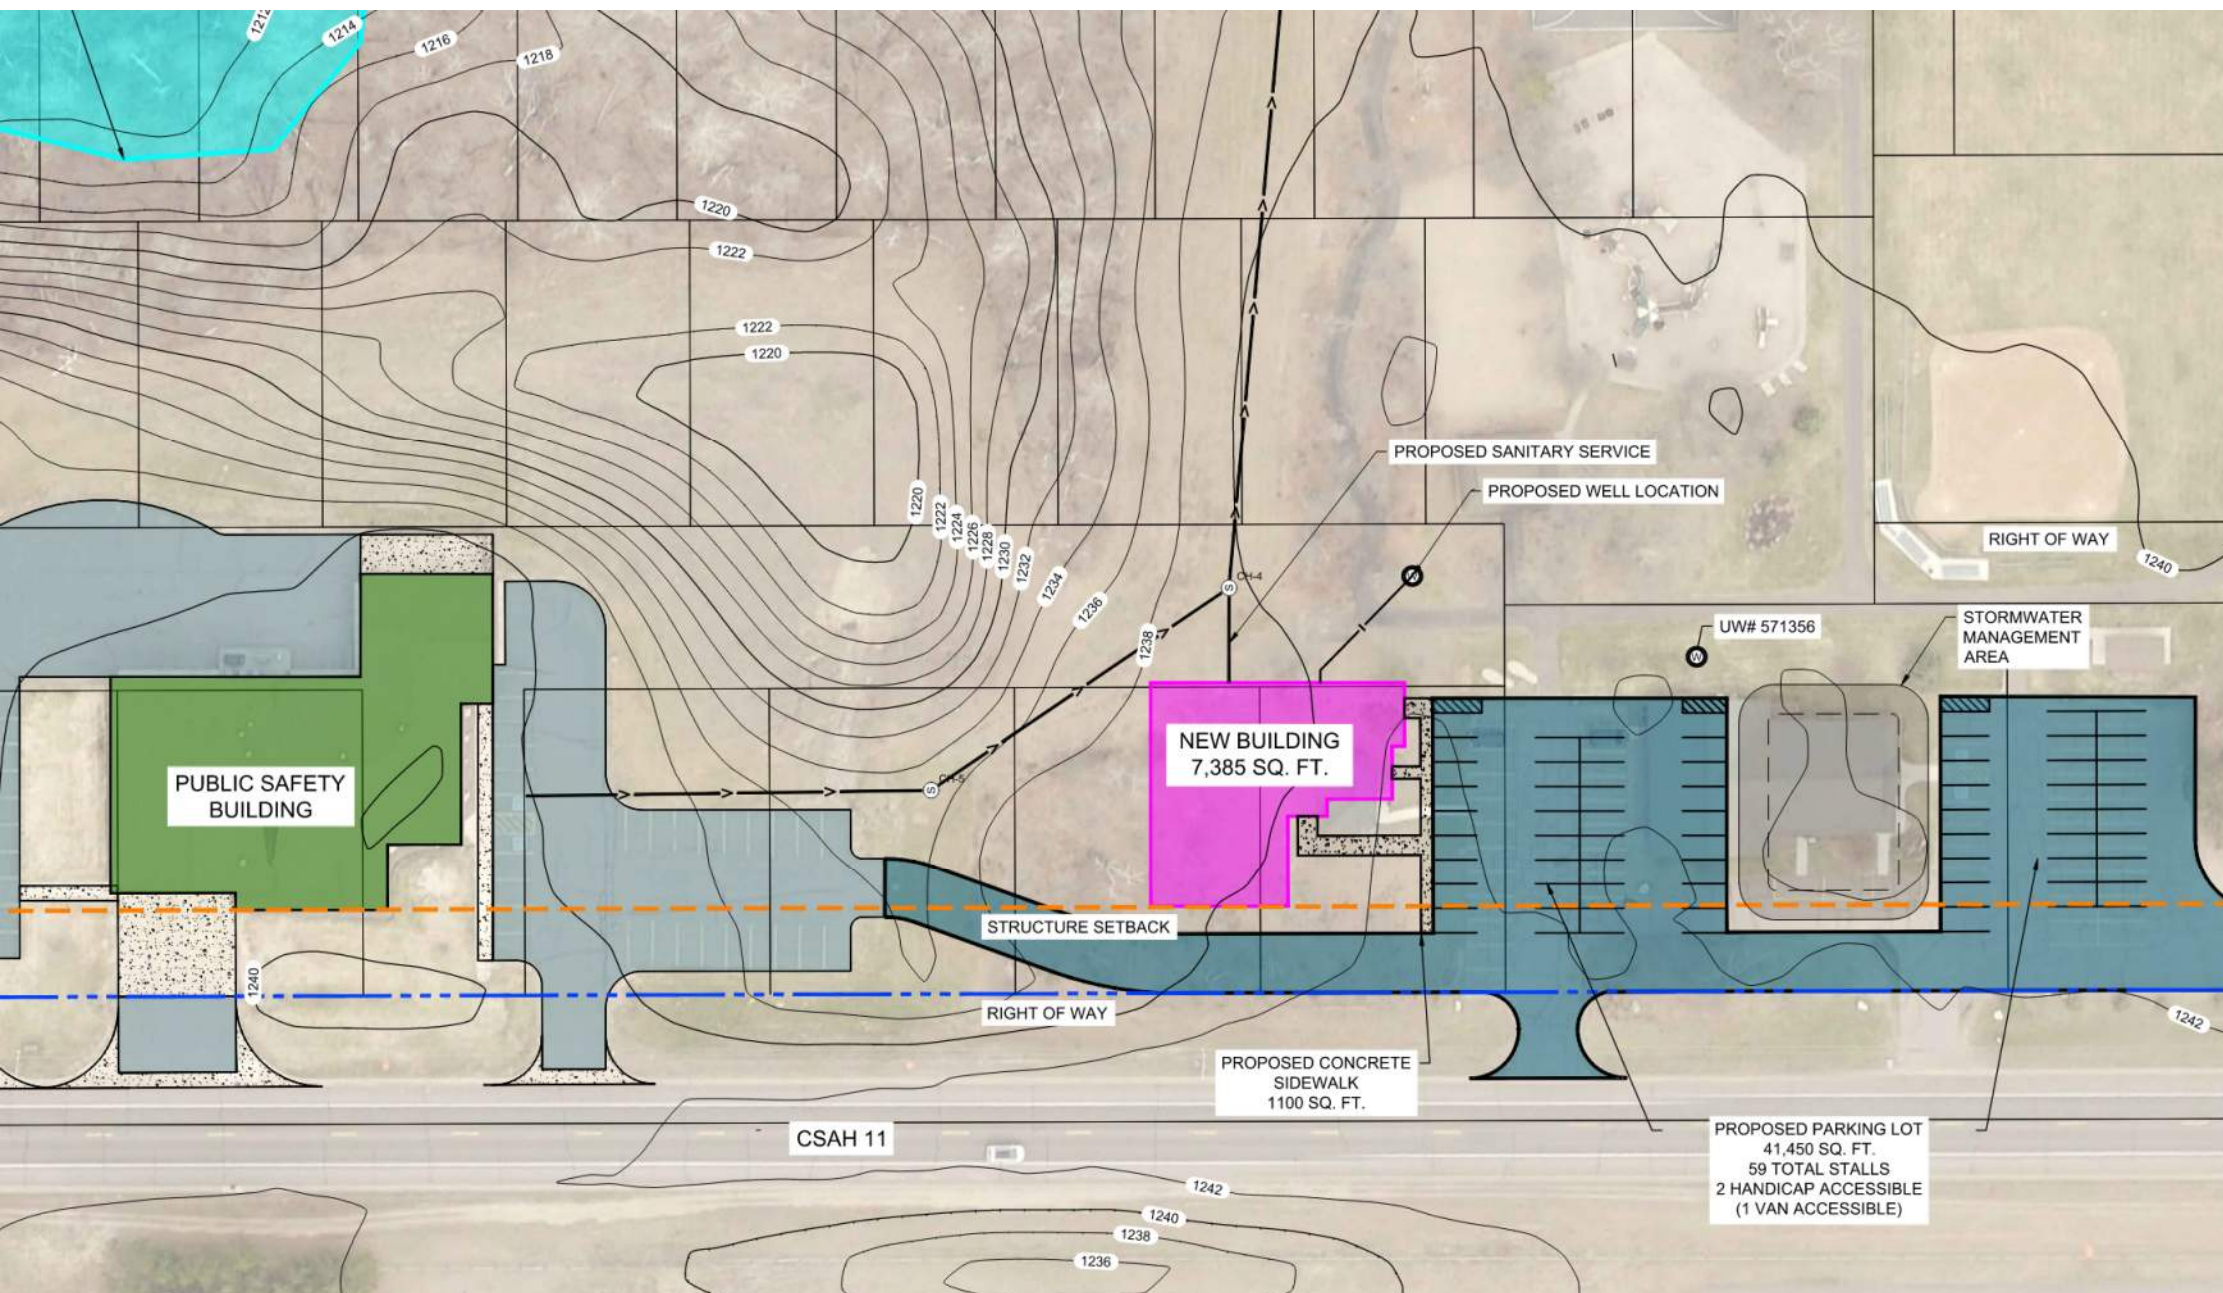 1212
1214
1216
1218
1220
1222
1222
1220
PROPOSED SANITARY SERVICE
PROPOSED WELL LOCATION
1220
1222
1224
1226
1228
1230
1232
1234
1236
1238
RIGHT OF WAY
1240
CH-4
S
W
UW# 571356
W
STORMWATER
MANAGEMENT
AREA
NEW BUILDING
7,385 SQ. FT.
PUBLIC SAFETY
BUILDING
CH-5
S
STRUCTURE SETBACK
1240
RIGHT OF WAY
1242
PROPOSED CONCRETE
SIDEWALK
1100 SQ. FT.
CSAH 11
PROPOSED PARKING LOT
41,450 SQ. FT.
59 TOTAL STALLS
2 HANDICAP ACCESSIBLE
(1 VAN ACCESSIBLE)
1242
1240
1238
1236